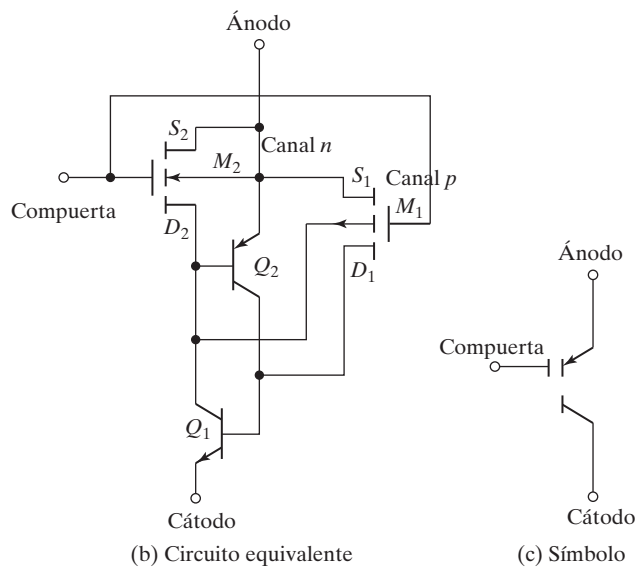 Ánodo
S2
Canal n
M2
S1
Canal p
M1
Compuerta
D2
Q2
D1
Q1
Cátodo
(b) Circuito equivalente
Ánodo
Compuerta
Cátodo
(c) Símbolo